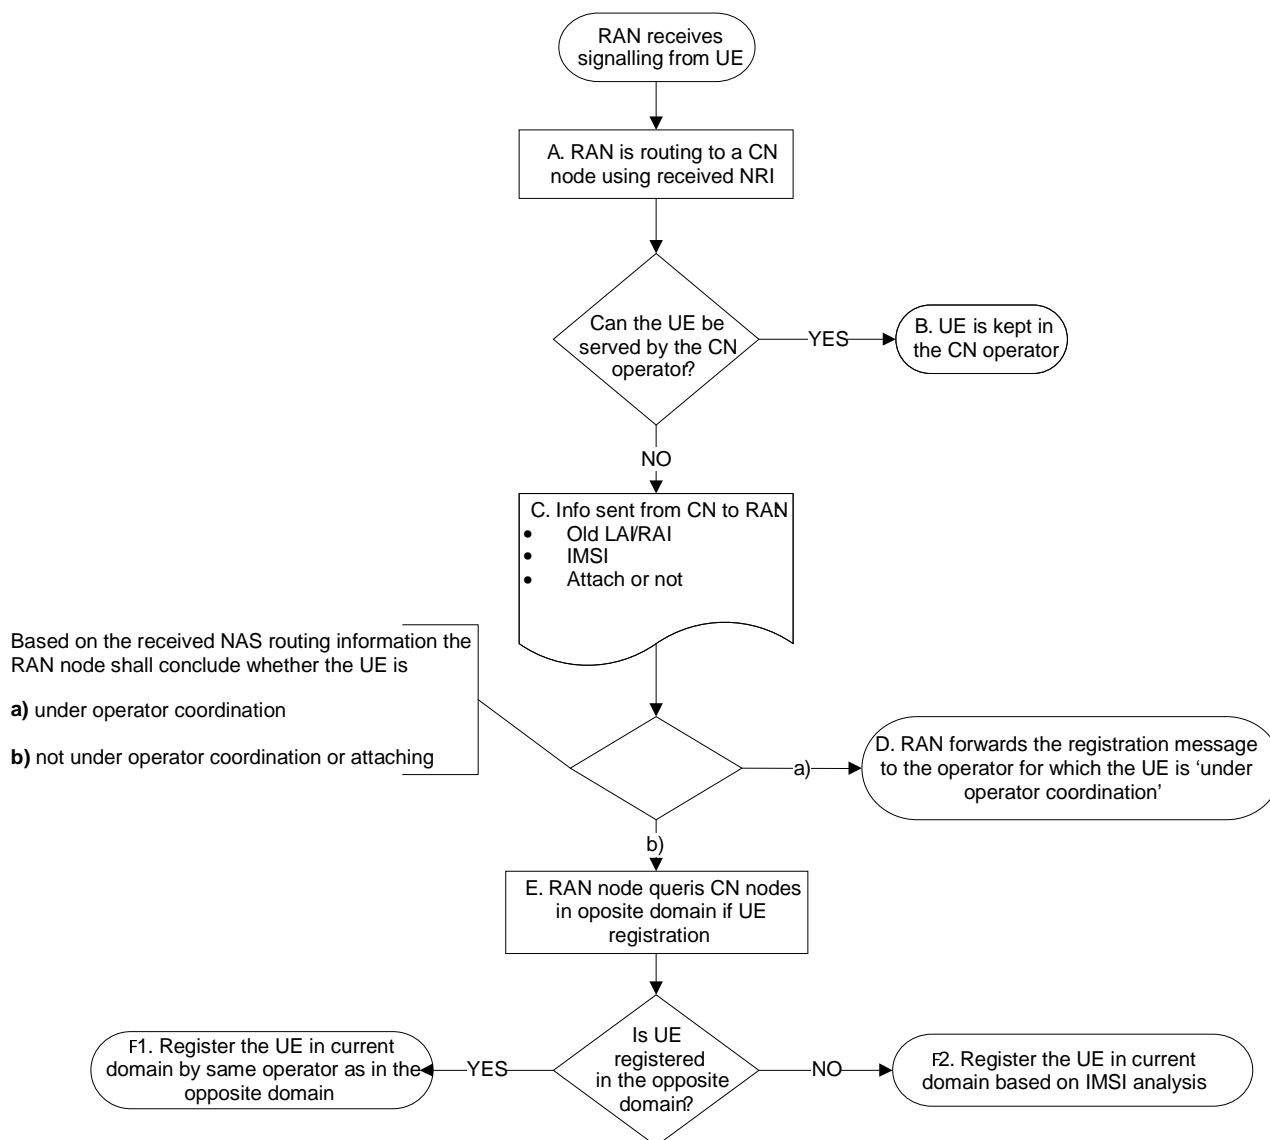 RAN receives
signalling from UE
A. RAN is routing to a CN
node using received NRI
Can the UE be
served by the CN
operator?
YES
B. UE is kept in
the CN operator
NO
C. Info sent from CN to RAN:
• Old LAI/RAI
• IMSI
• Attach or not
Based on the received NAS routing information the
RAN node shall conclude whether the UE is
a) under operator coordination
b) not under operator coordination or attaching
a)
D. RAN forwards the registration message
to the operator for which the UE is ‘under
operator coordination’
b)
E. RAN node queris CN nodes
in oposite domain if UE
registration
Is UE
registered
in the opposite
domain?
YES
F1. Register the UE in current
domain by same operator as in the
opposite domain
NO
F2. Register the UE in current
domain based on IMSI analysis